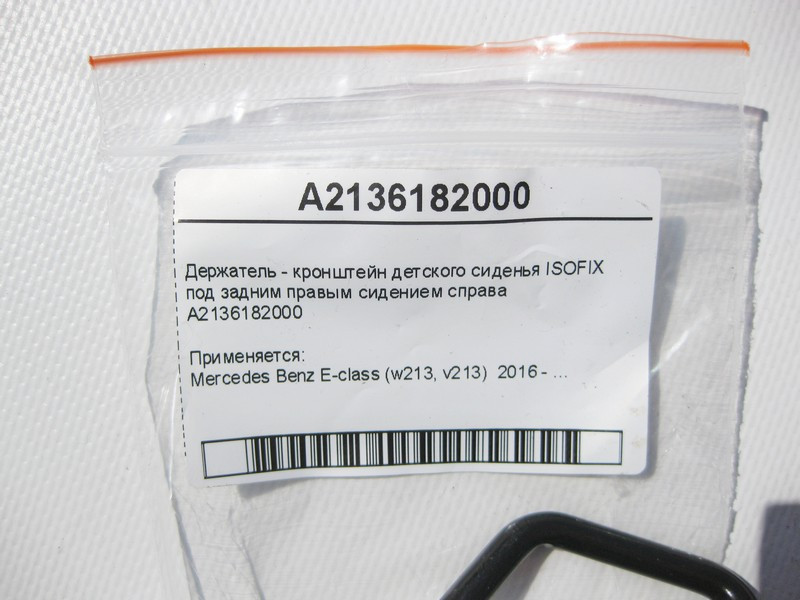 A2136182000
Держатель - кронштейн детского сиденья ISOFIX
под задним правым сидением справа
A2136182000
Применяется:
Mercedes Benz E-class (w213, v213) 2016 - ...